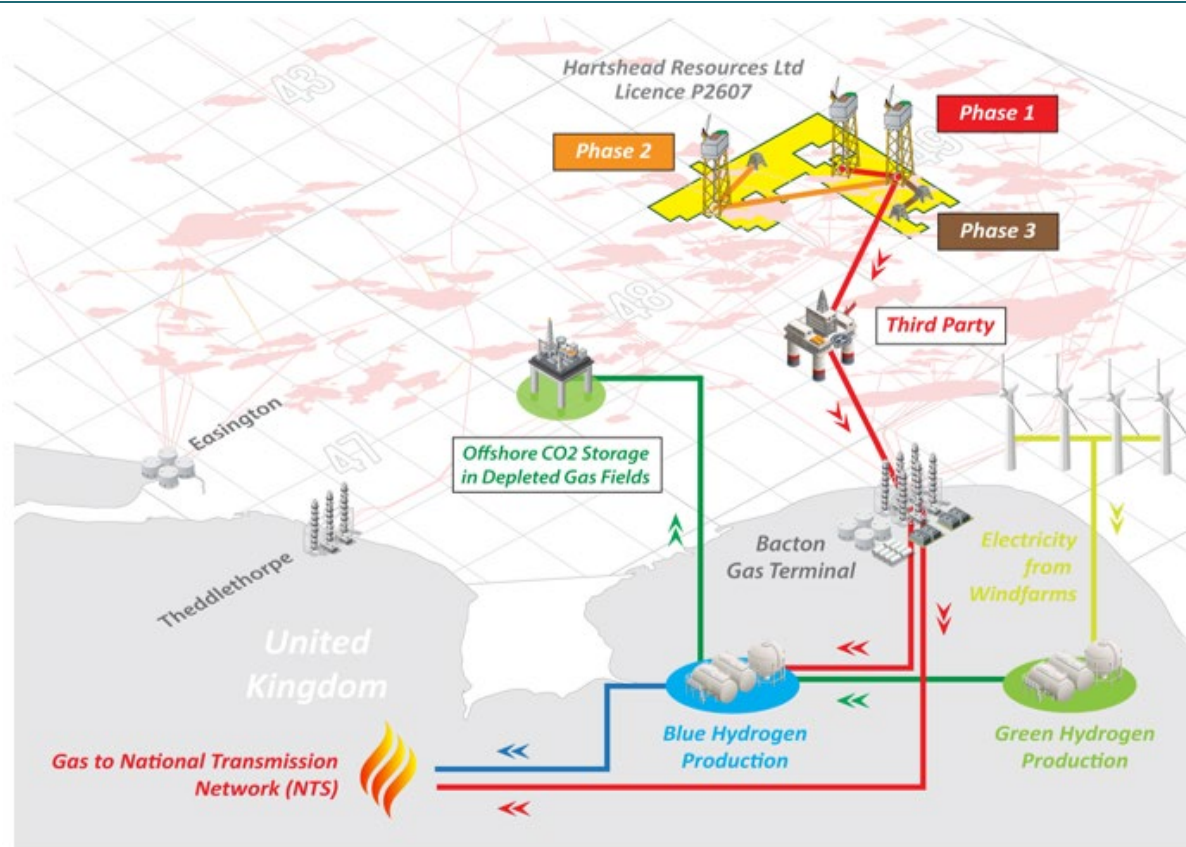 Hartshead Resources Ltd
Licence P2607
Phase 1
Phase 2
Phase 3
43
49
48
47
Third Party
Easington
Offshore CO2 Storage
in Depleted Gas Fields
Theddlethorpe
Bacton
Gas Terminal
Electricity
from
Windfarms
United
Kingdom
Blue Hydrogen
Production
Green Hydrogen
Production
Gas to National Transmission
Network (NTS)